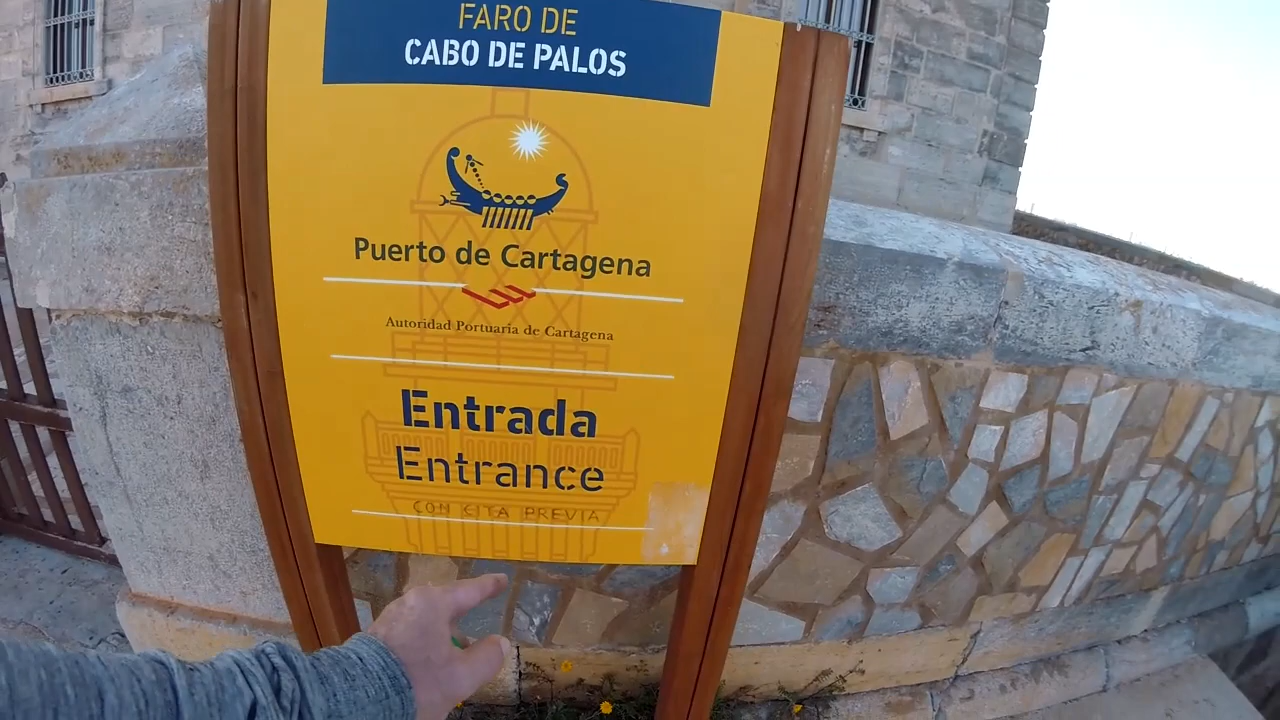 FARO DE
CABO DE PALOS
Puerto de Cartagena
Autoridad Portuaria de Cartagena
Entrada
Entrance
CON CITA PREVIA